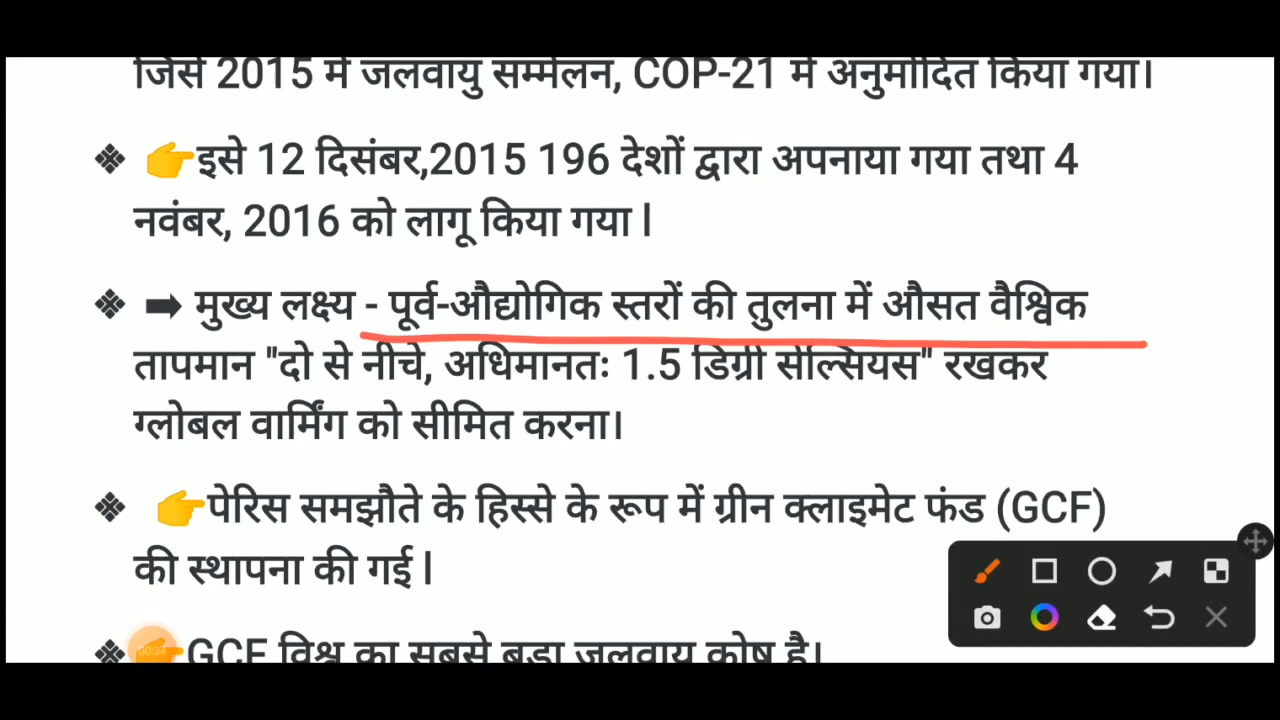 जिसे 2015 में जलवायु सम्मेलन, COP-21 में अनुमोदित किया गया।
❖ 👉इसे 12 दिसंबर,2015 196 देशों द्वारा अपनाया गया तथा 4
नवंबर, 2016 को लागू किया गया l
❖ ➡ मुख्य लक्ष्य - पूर्व-औद्योगिक स्तरों की तुलना में औसत वैश्विक
तापमान "दो से नीचे, अधिमानतः 1.5 डिग्री सेल्सियस" रखकर
ग्लोबल वार्मिंग को सीमित करना।
❖ 👉पेरिस समझौते के हिस्से के रूप में ग्रीन क्लाइमेट फंड (GCF)
की स्थापना की गई l
❖ 👉GCF विश्व का सबसे बड़ा जलवायु कोष है।
00:34